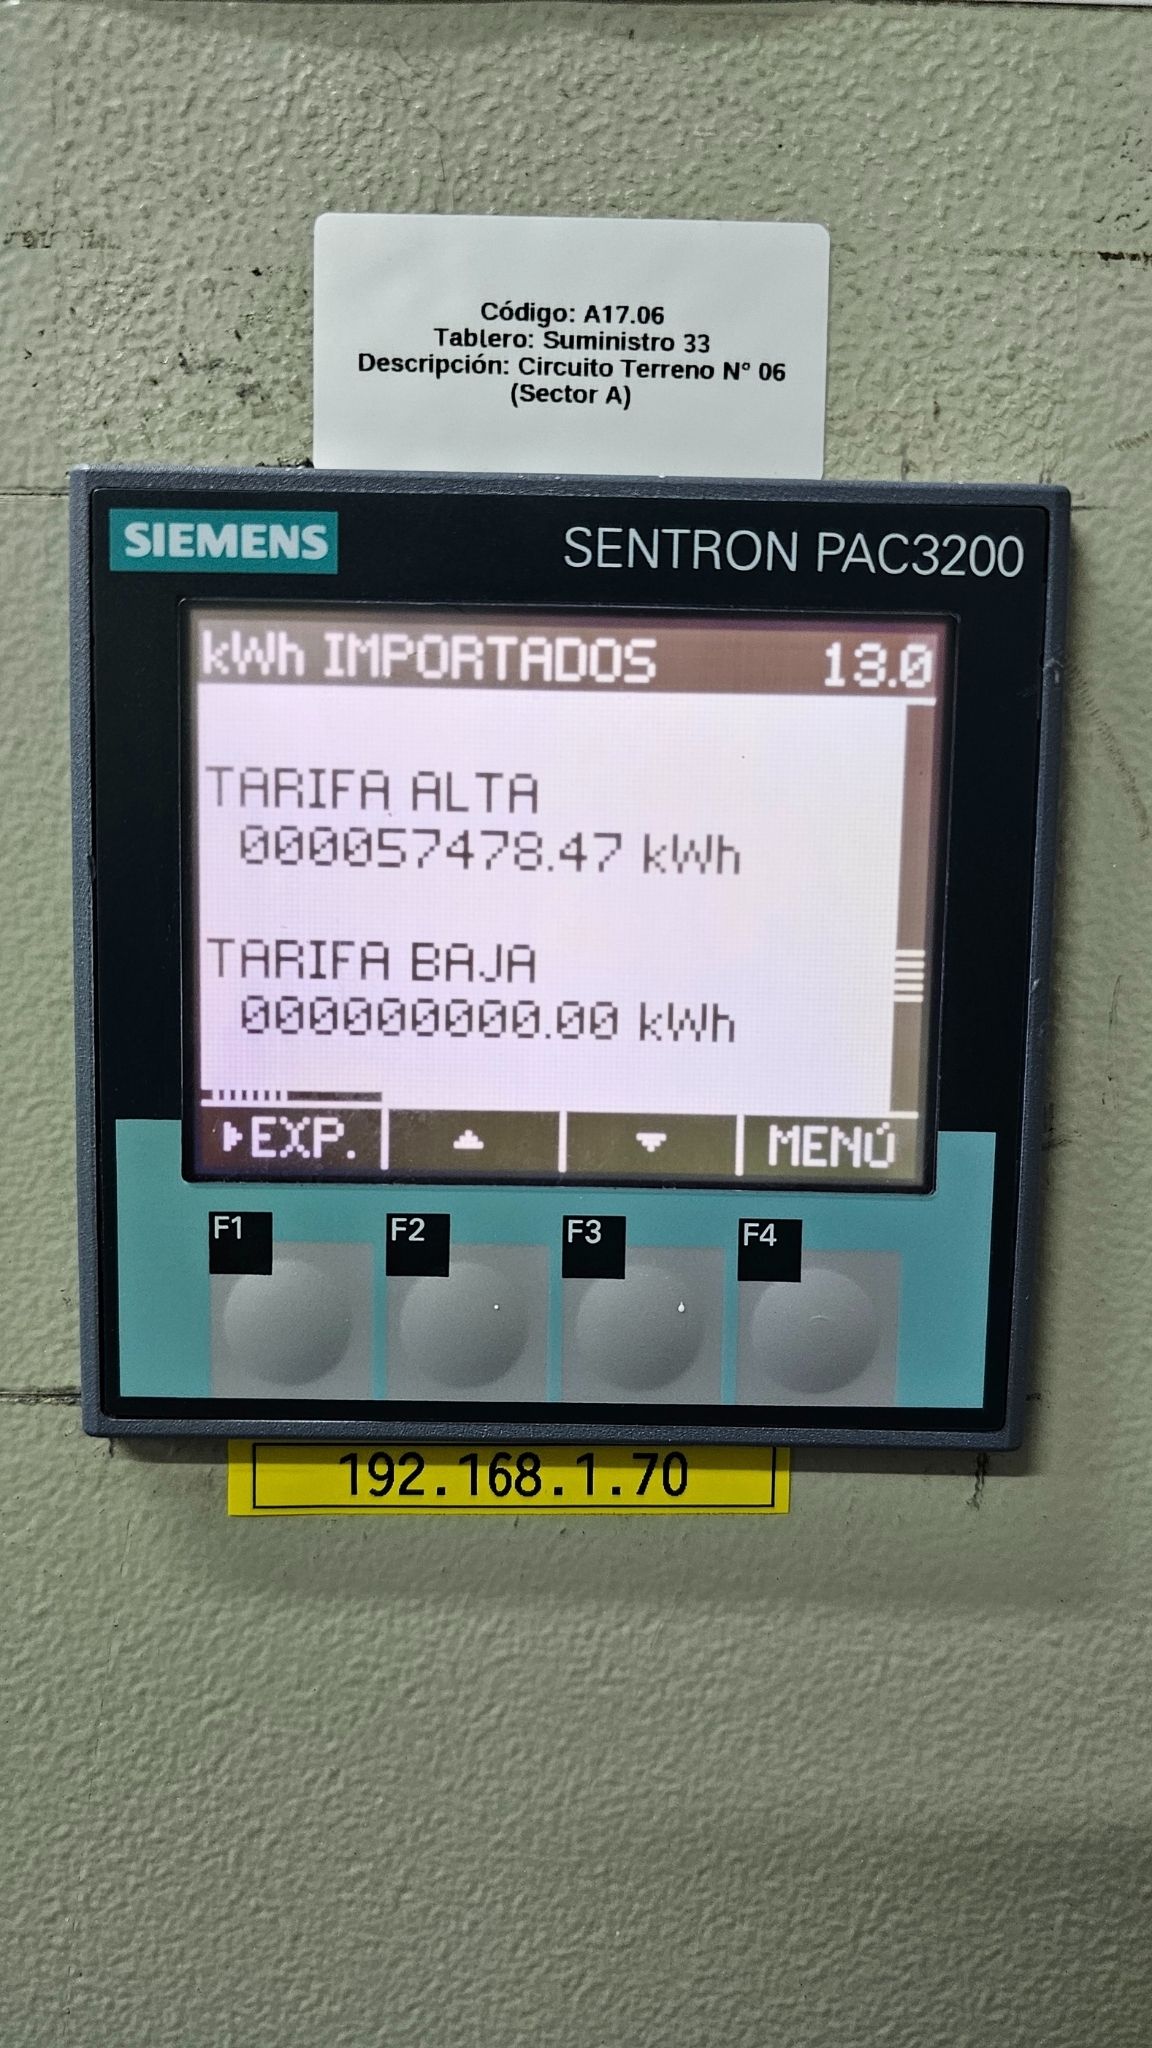 Código: A17.06
Tablero: Suministro 33
Descripción: Circuito Terreno N° 06
(Sector A)
SIEMENS
SENTRON PAC3200
kWh IMPORTADOS 13.0
TARIFA ALTA
000057478.47 kWh
TARIFA BAJA
000000000.00 kWh
EXP. MENÚ
F1 F2 F3 F4
192.168.1.70